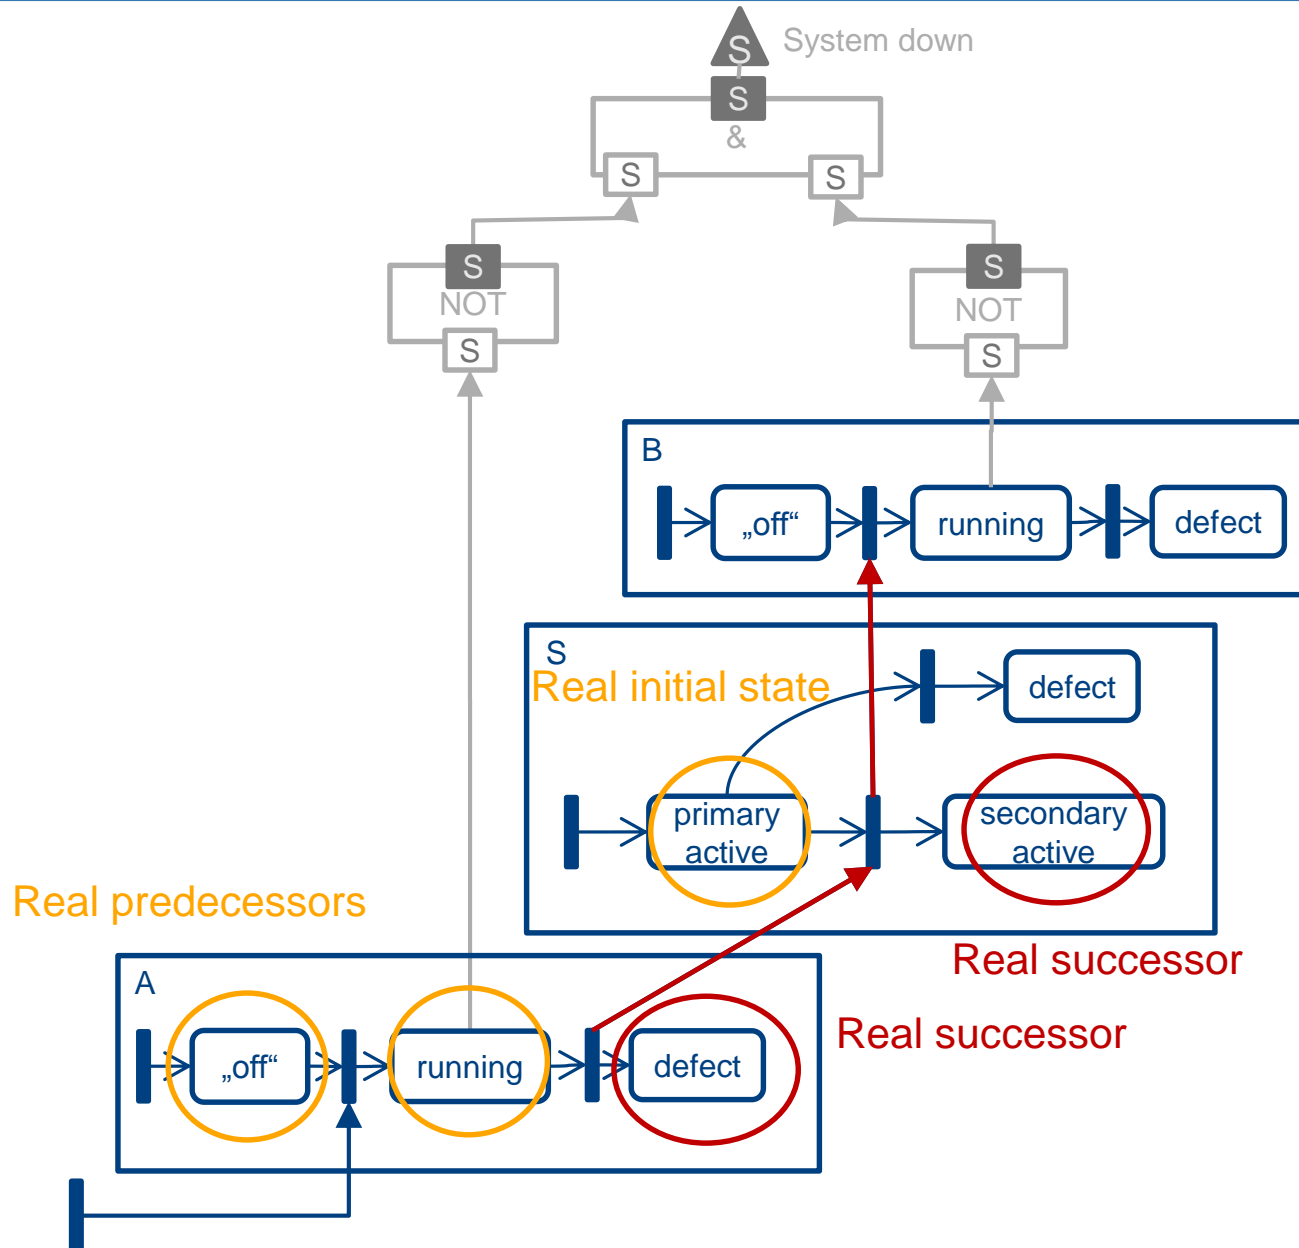 S
System down
S
&
S
S
S
NOT
S
S
NOT
S
B
„off“
running
defect
S
Real initial state
defect
primary
active
secondary
active
Real predecessors
Real successor
A
Real successor
„off“
running
defect